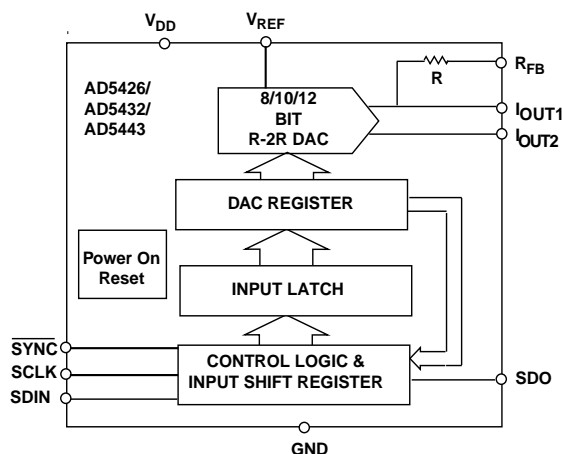 VDD
VREF
RFB
R
AD5426/
AD5432/
AD5443
8/10/12
BIT
R-2R DAC
IOUT1
IOUT2
DAC REGISTER
Power On
Reset
INPUT LATCH
SYNC
SCLK
SDIN
CONTROL LOGIC &
INPUT SHIFT REGISTER
SDO
GND